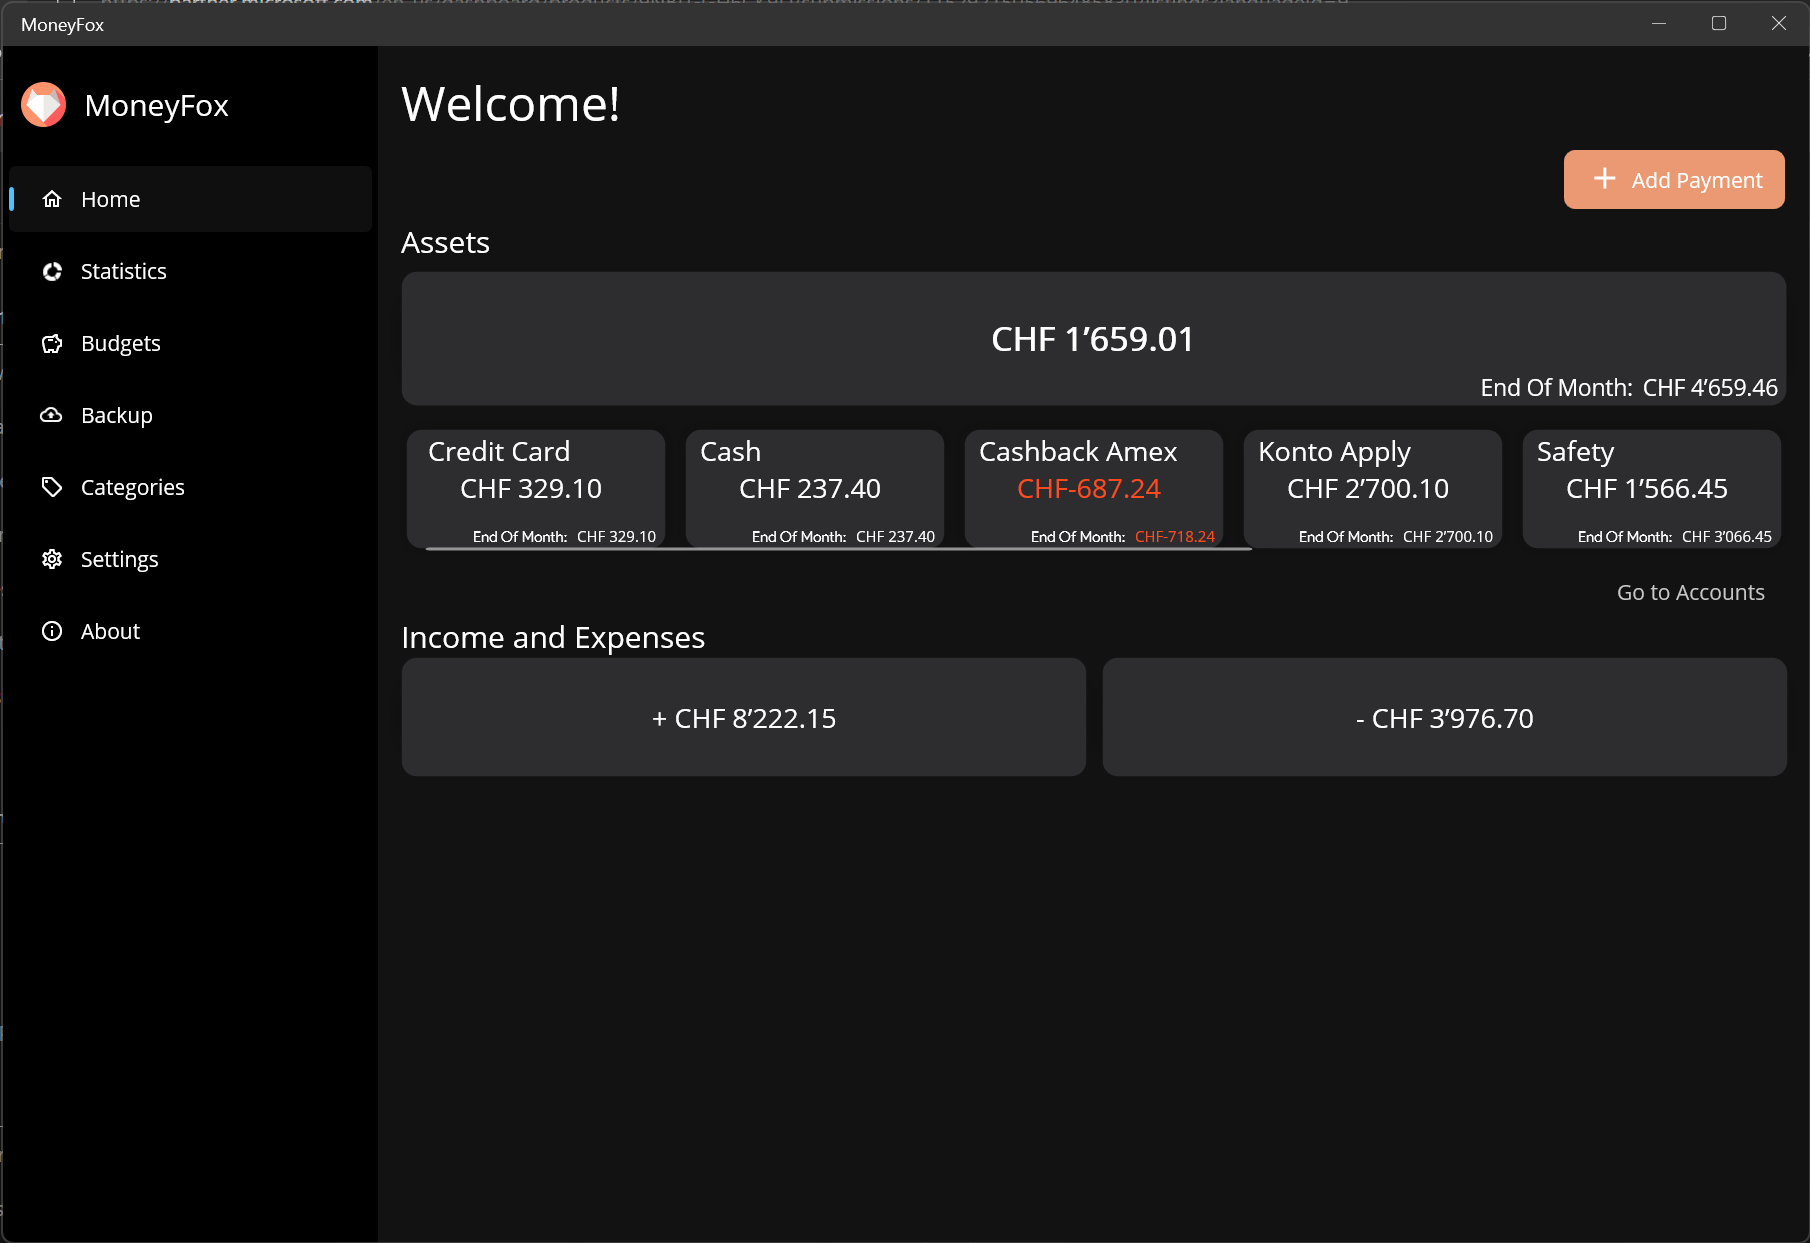 MoneyFox
MoneyFox
Home
Statistics
Budgets
Backup
Categories
Settings
About
Welcome!
Add Payment
Assets
CHF 1’659.01
End Of Month: CHF 4’659.46
Credit Card
CHF 329.10
End Of Month: CHF 329.10
Cash
CHF 237.40
End Of Month: CHF 237.40
Cashback Amex
CHF-687.24
End Of Month: CHF-718.24
Konto Apply
CHF 2’700.10
End Of Month: CHF 2’700.10
Safety
CHF 1’566.45
End Of Month: CHF 3’066.45
Go to Accounts
Income and Expenses
+ CHF 8’222.15
- CHF 3’976.70